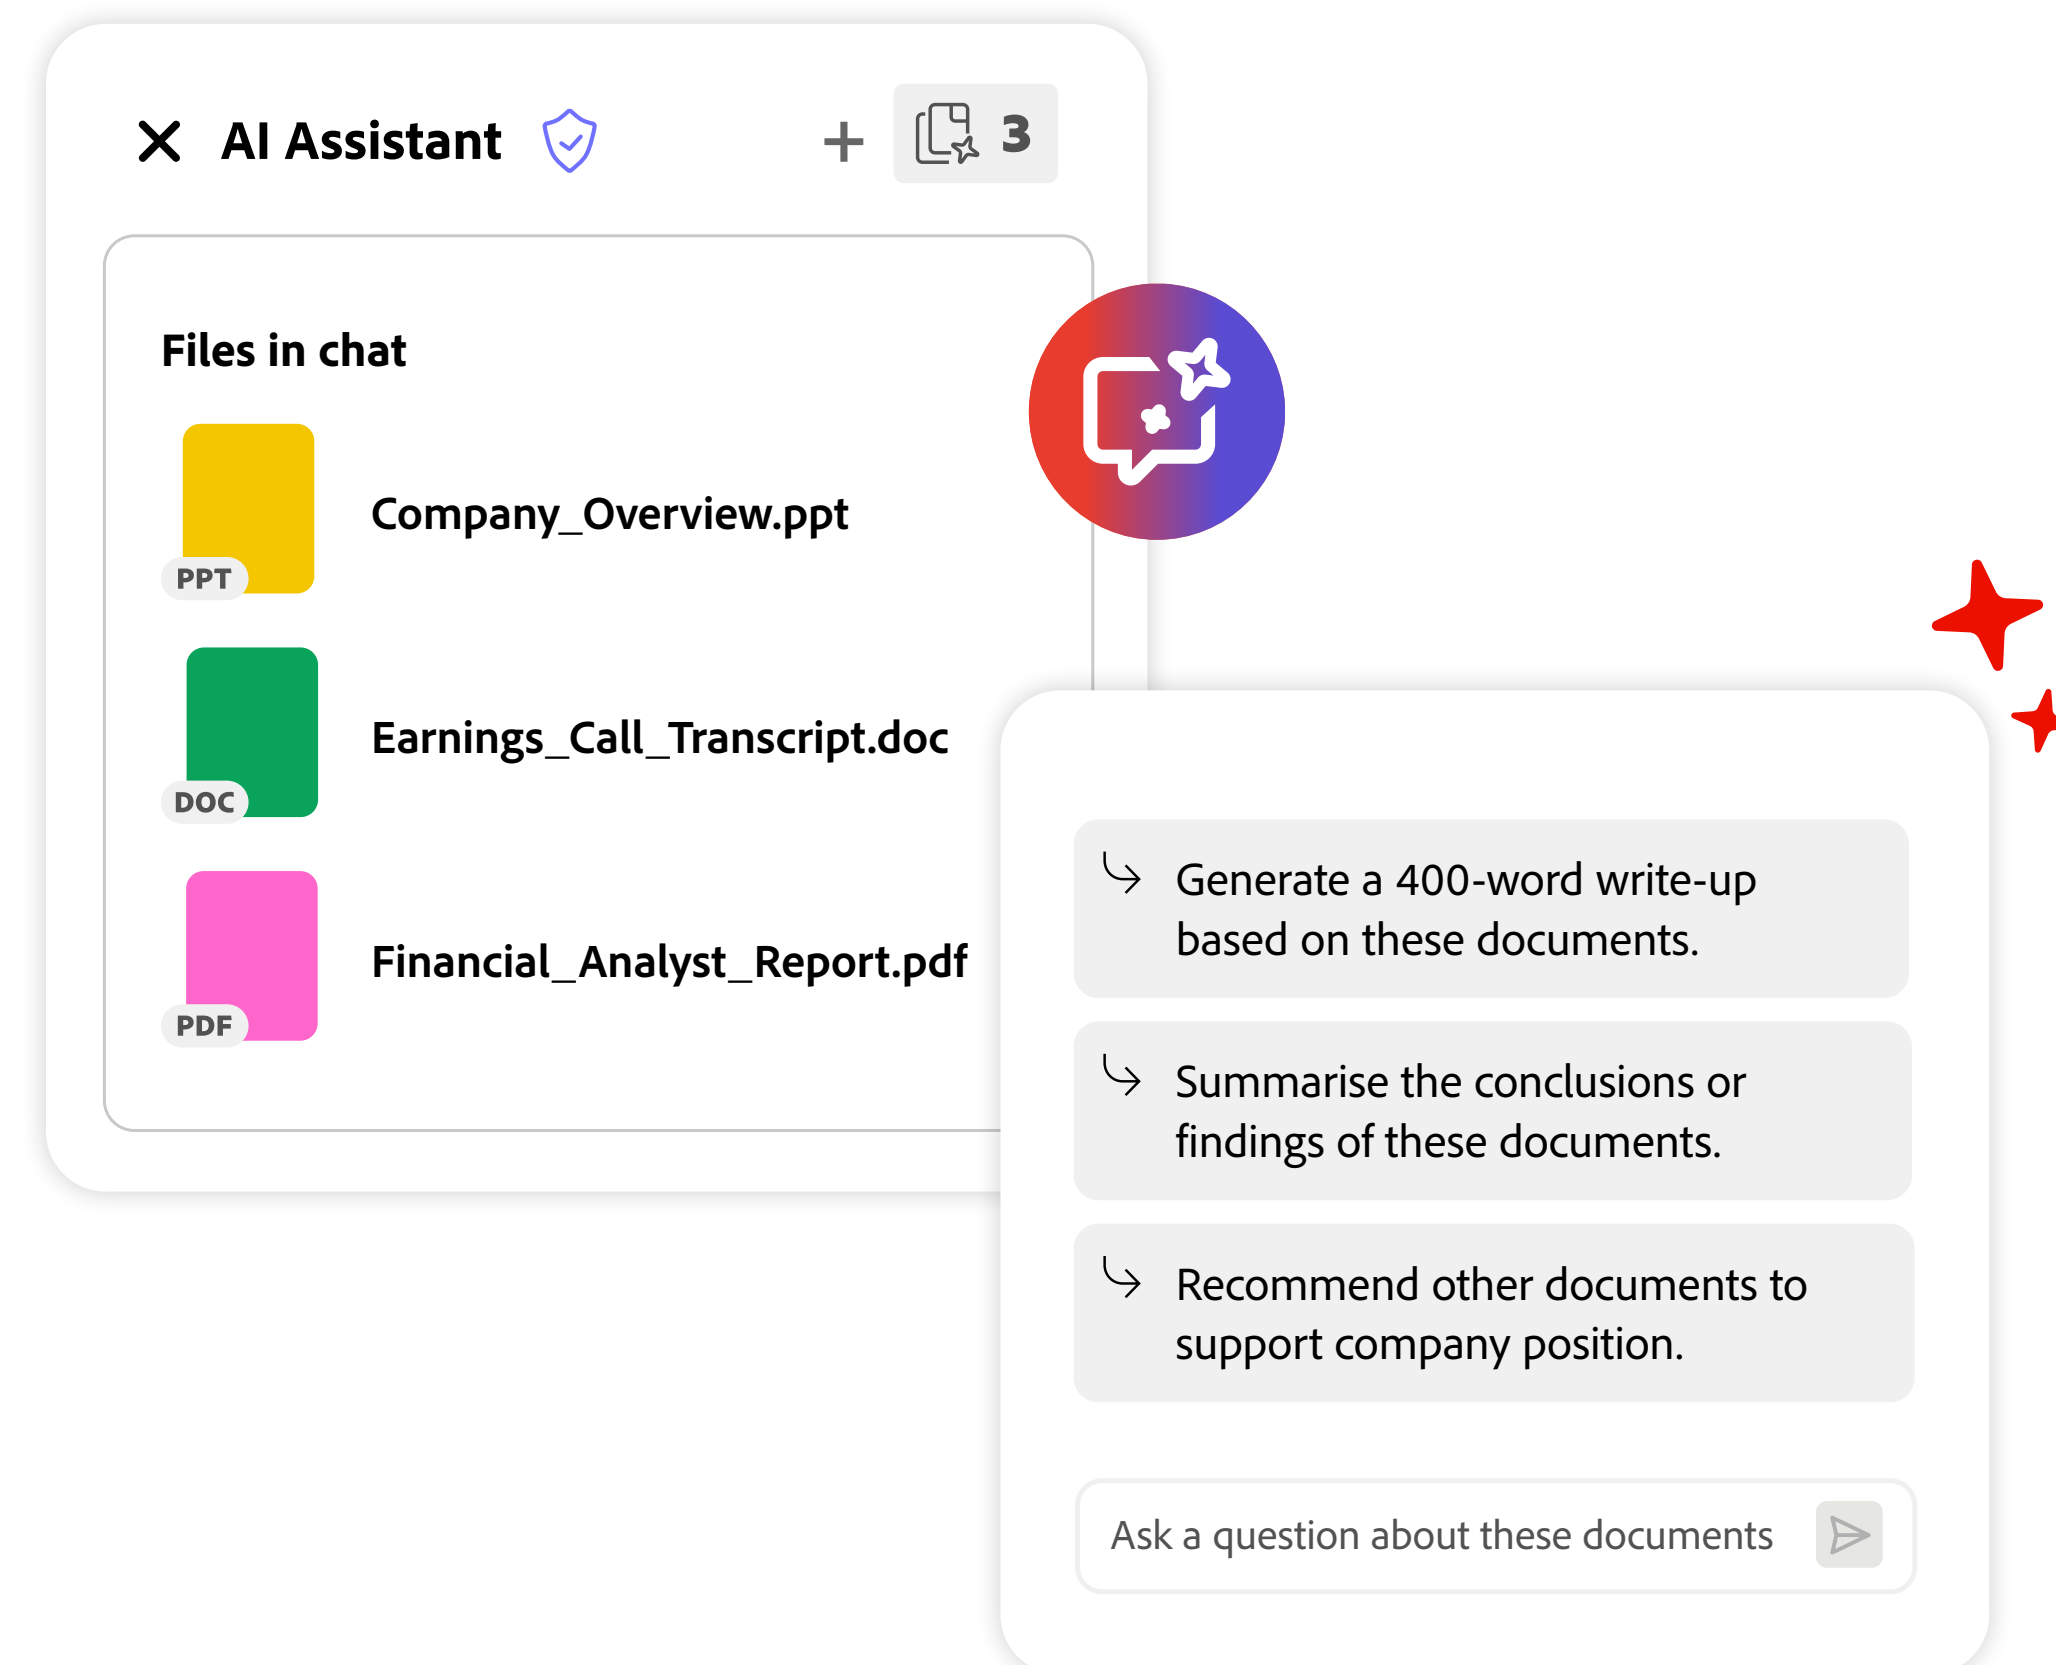 AI Assistant
3
Files in chat
Company_Overview.ppt
PPT
Earnings_Call_Transcript.doc
DOC
Financial_Analyst_Report.pdf
PDF
Generate a 400-word write-up
based on these documents.
Summarise the conclusions or
findings of these documents.
Recommend other documents to
support company position.
Ask a question about these documents